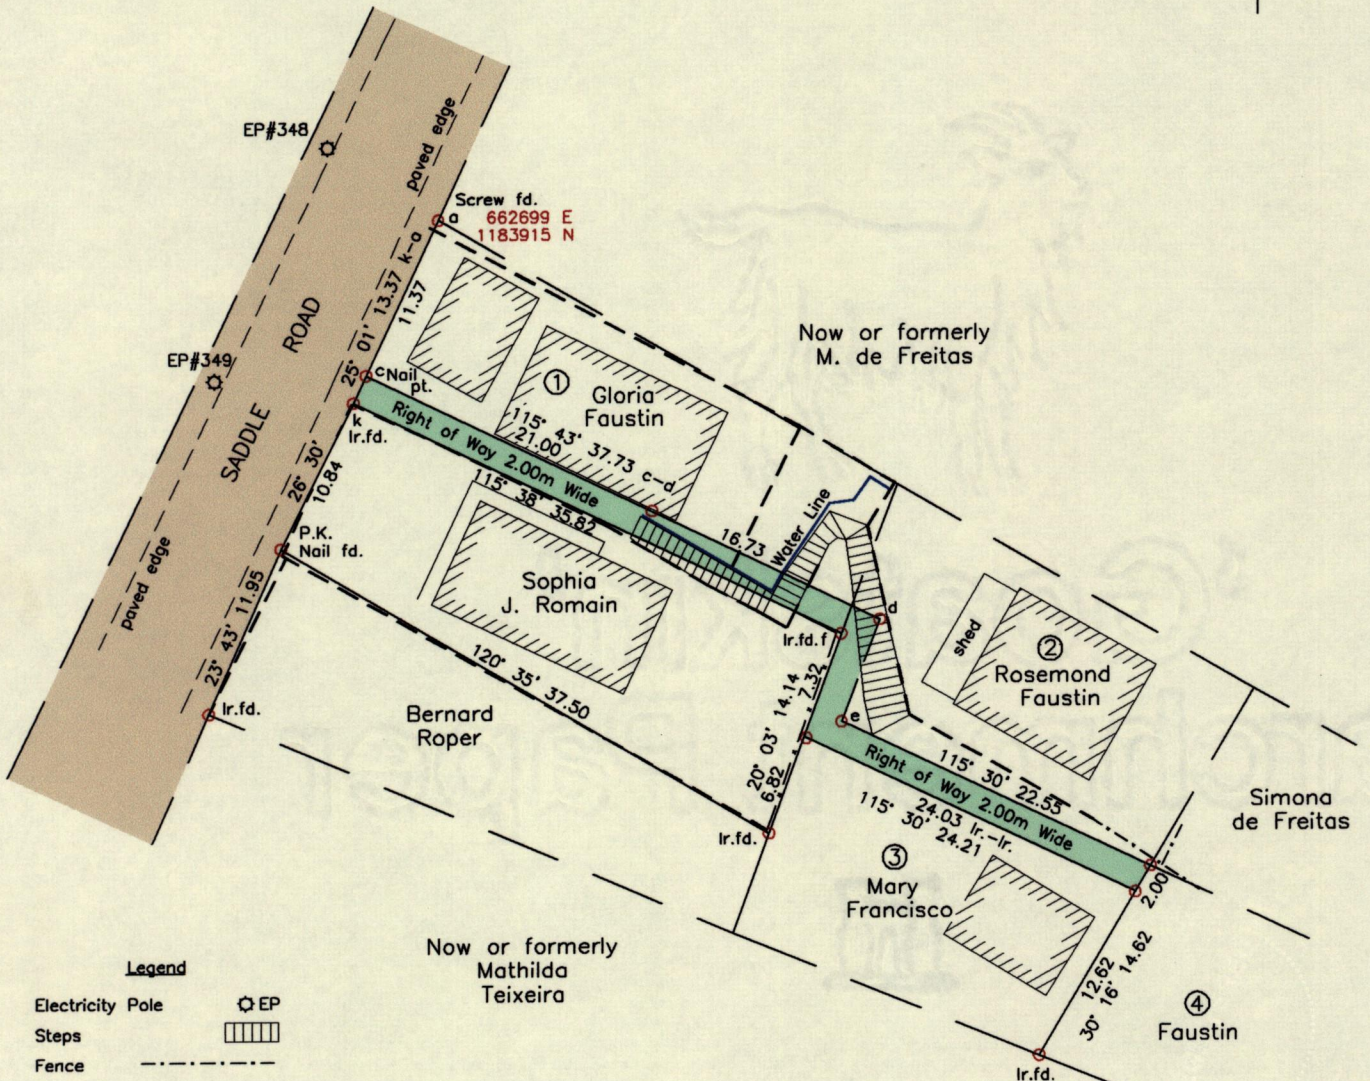 EP#348
paved edge
Screw fd.
a 662699 E
1183915 N
25° 01' 13.37 k-a
11.37
ROAD
SADDLE
EP#349
c Nail
pt.
k
Ir.fd.
Now or formerly
M. de Freitas
①
Gloria
Faustin
115° 43' 37.73 c-d
21.00
Right of Way 2.00m Wide
115° 38' 35.82
16.73
Water Line
26° 30'
10.84
P.K.
Nail fd.
paved edge
23° 43' 11.95
Ir.fd.
Sophia
J. Romain
120° 35' 37.50
Bernard
Roper
Ir.fd. f
d
e
20° 03' 14.14
7.32
6.82
Ir.fd.
shed
②
Rosemond
Faustin
115° 30' 22.55
Right of Way 2.00m Wide
24.03 Ir.-Ir.
115° 30' 24.21
Simona
de Freitas
③
Mary
Francisco
2.00
12.62
30° 16' 14.62
④
Faustin
Ir.fd.
Now or formerly
Mathilda
Teixeira
Legend
Electricity Pole EP
Steps
Fence